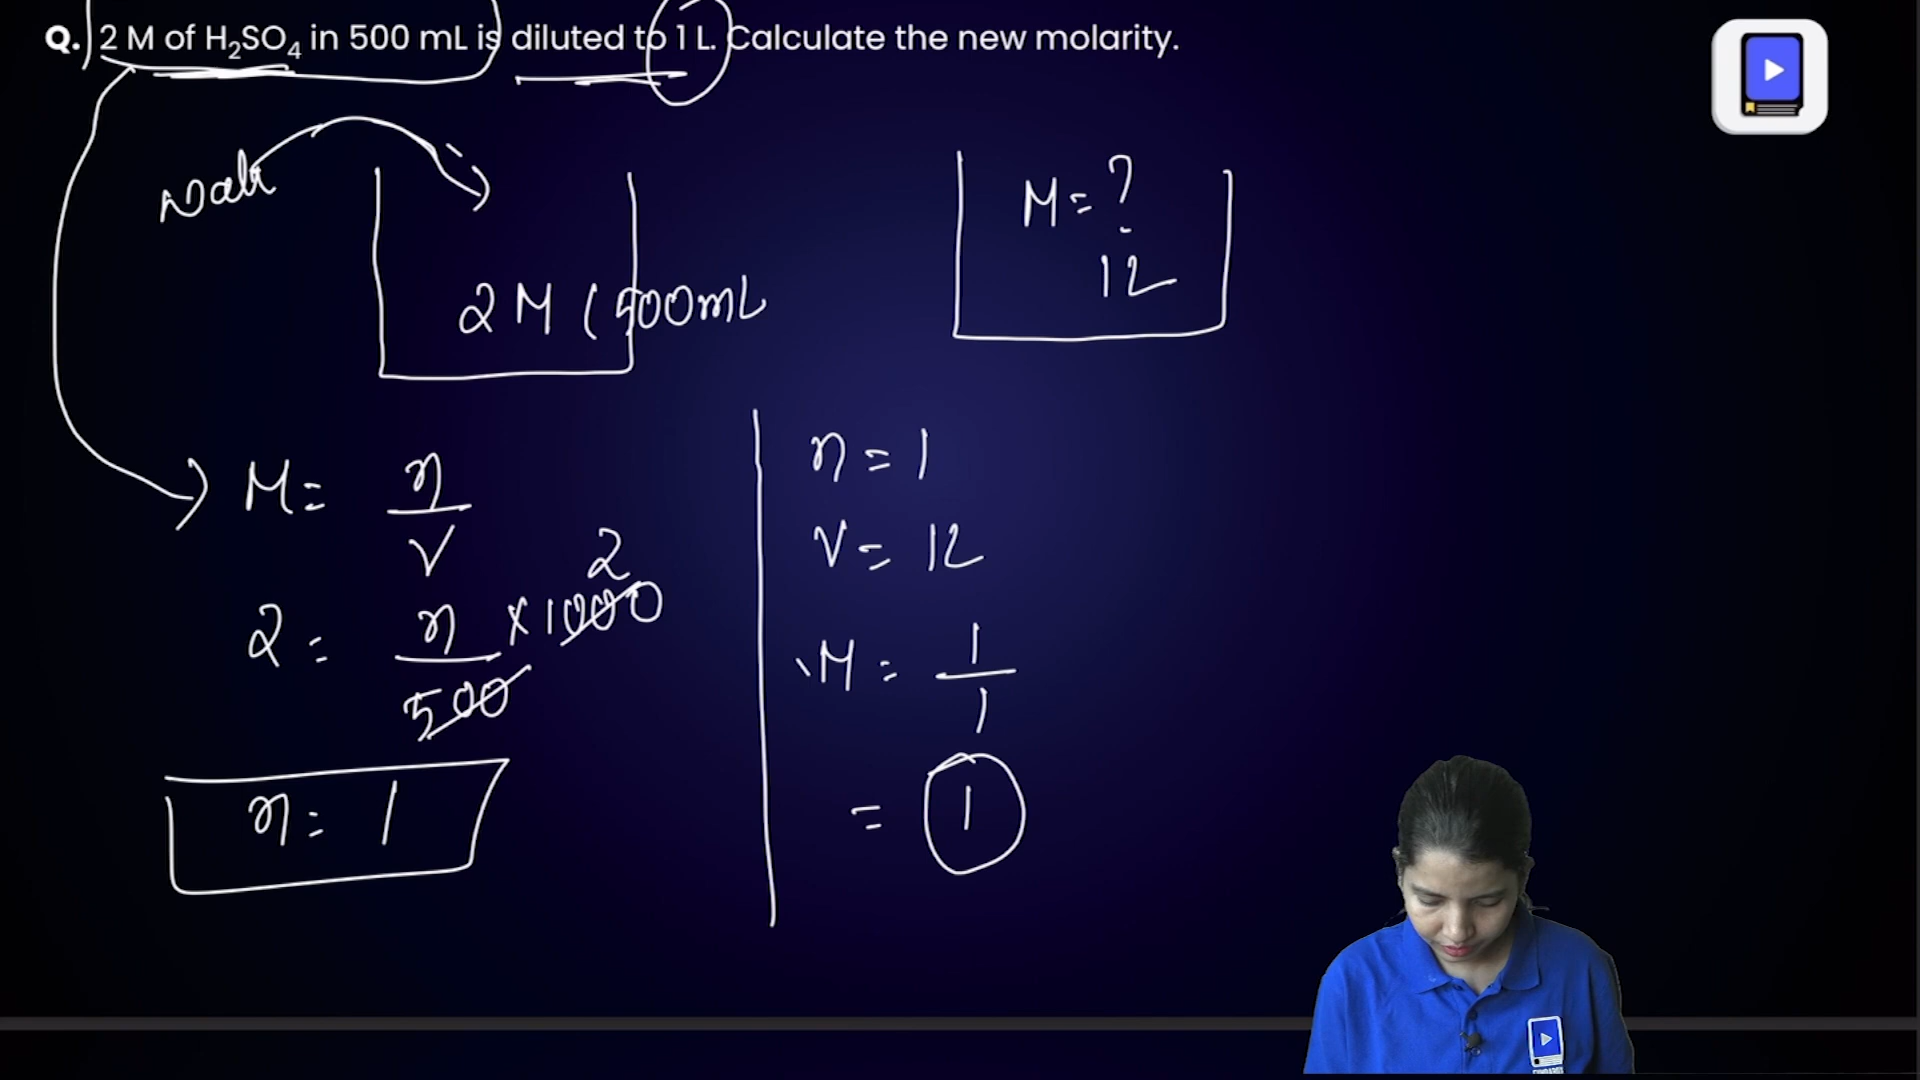 Q. 2 M of H₂SO₄ in 500 mL is diluted to 1 L. Calculate the new molarity.
M = ?
1L
2 M (500mL
M = n/V
2 = n/500 × 1000
2
n = 1
n = 1
V = 1L
M = 1/1
= 1